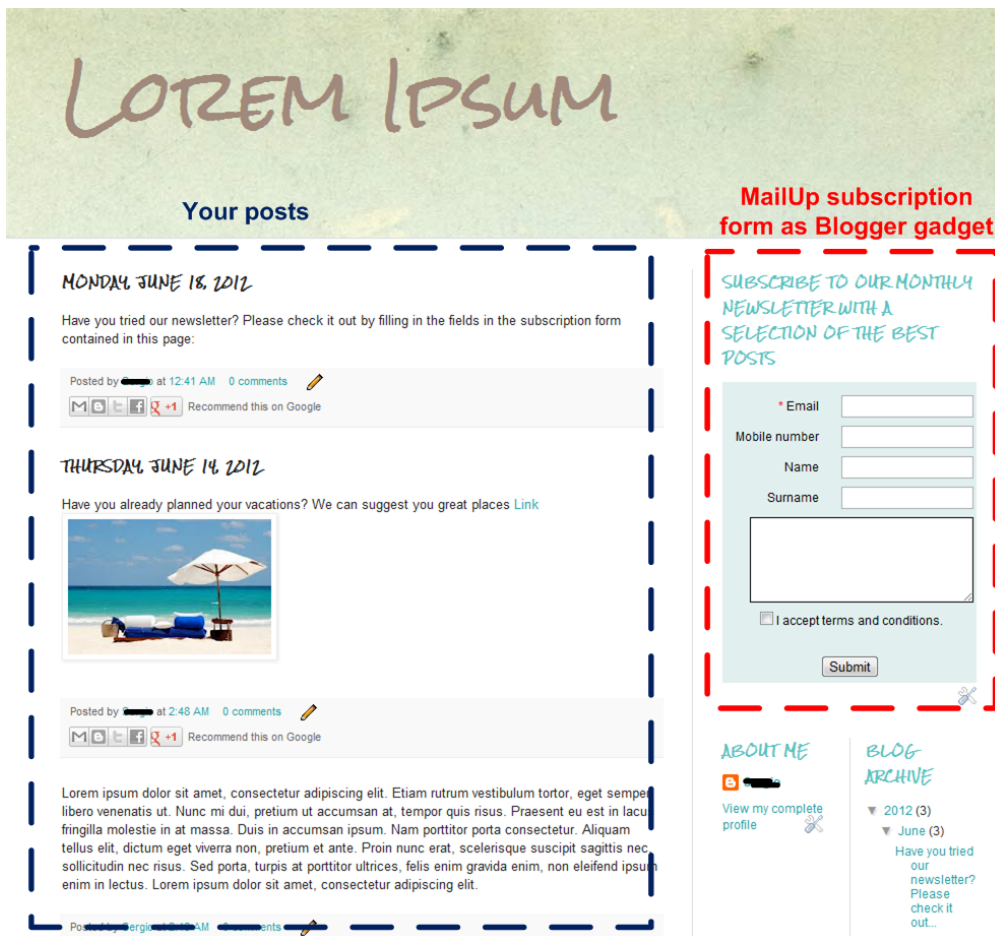 LOREM IPSUM
Your posts
MailUp subscription
form as Blogger gadget
MONDAY, JUNE 18, 2012
Have you tried our newsletter? Please check it out by filling in the fields in the subscription form
contained in this page:
Posted by at 12:41 AM 0 comments
+1 Recommend this on Google
THURSDAY, JUNE 14, 2012
Have you already planned your vacations? We can suggest you great places Link
Posted by at 2:48 AM 0 comments
+1 Recommend this on Google
Lorem ipsum dolor sit amet, consectetur adipiscing elit. Etiam rutrum vestibulum tortor, eget semper
libero venenatis ut. Nunc mi dui, pretium ut accumsan at, tempor quis risus. Praesent eu est in lacus
fringilla molestie in at massa. Duis in accumsan ipsum. Nam porttitor porta consectetur. Aliquam
tellus elit, dictum eget viverra non, pretium et ante. Proin nunc erat, scelerisque suscipit sagittis nec,
sollicitudin nec risus. Sed porta, turpis at porttitor ultrices, felis enim gravida enim, non eleifend ipsum
enim in lectus. Lorem ipsum dolor sit amet, consectetur adipiscing elit.
Posted by AM comments
SUBSCRIBE TO OUR MONTHLY
NEWSLETTER WITH A
SELECTION OF THE BEST
POSTS
* Email
Mobile number
Name
Surname
I accept terms and conditions.
Submit
ABOUT ME
View my complete
profile
BLOG
ARCHIVE
▼ 2012 (3)
▼ June (3)
Have you tried
our
newsletter?
Please
check it
out...